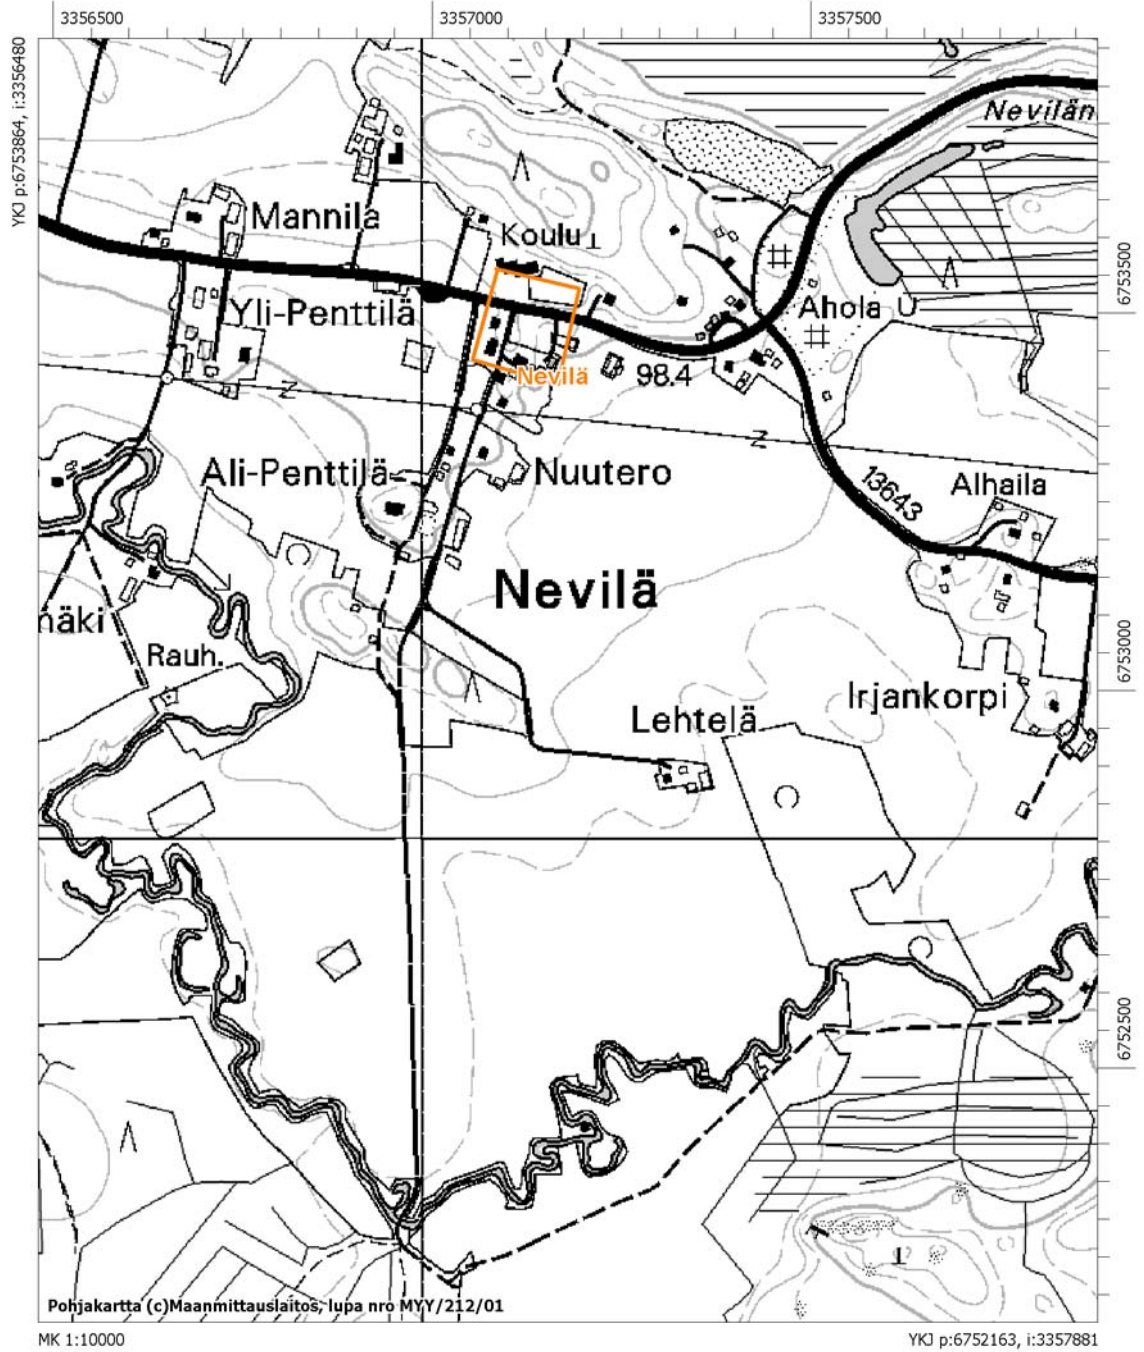 3356500
3357000
3357500
YKJ p:6753864, i:3356480
Nevilän
Mannila
Koulu
6753500
Yli-Penttilä
Ahola
Nevilä
98.4
Ali-Penttilä
Nuutero
13643
Alhaila
Nevilä
näki
6753000
Rauh.
Irjankorpi
Lehtelä
6752500
Pohjakartta (c)Maanmittauslaitos, lupa nro MYY/212/01
MK 1:10000
YKJ p:6752163, i:3357881